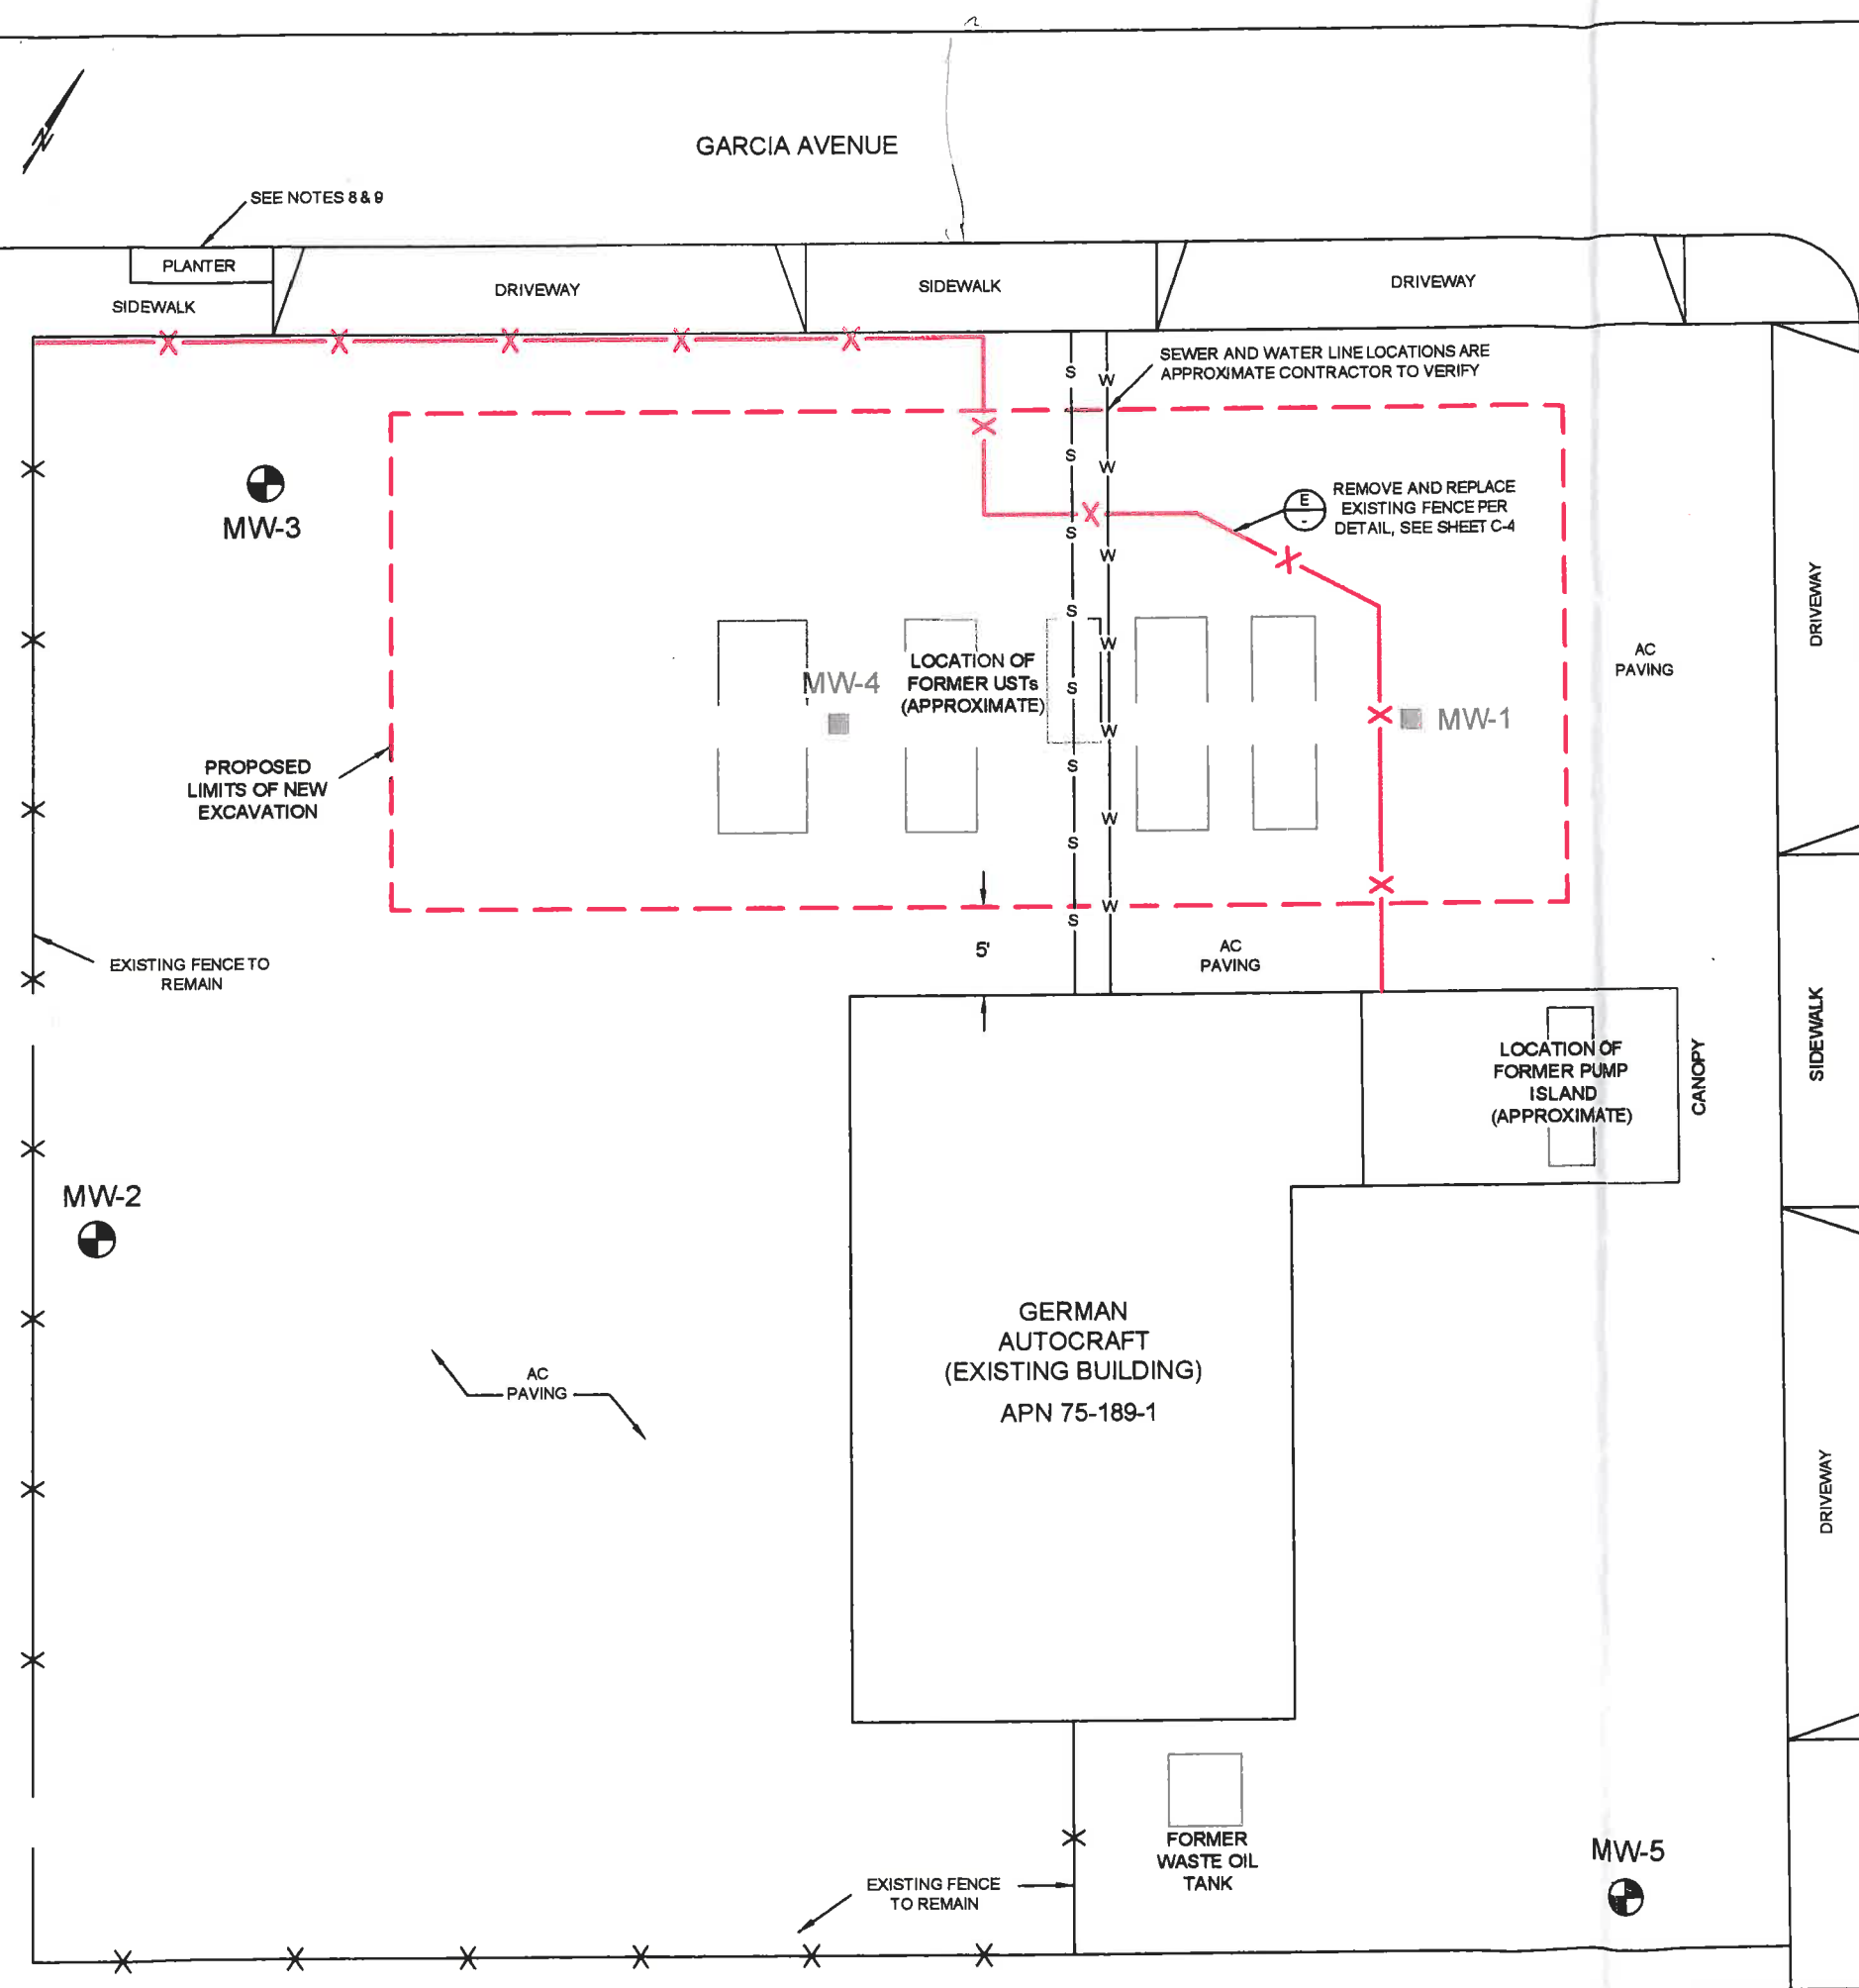 GARCIA AVENUE
N
SEE NOTES 8 & 9
PLANTER
SIDEWALK
DRIVEWAY
SIDEWALK
DRIVEWAY
SEWER AND WATER LINE LOCATIONS ARE
APPROXIMATE CONTRACTOR TO VERIFY
S
W
S
W
S
W
S
W
S
W
S
W
S
W
S
MW-3
E
-
REMOVE AND REPLACE
EXISTING FENCE PER
DETAIL, SEE SHEET C-4
DRIVEWAY
AC
PAVING
MW-4
LOCATION OF
FORMER USTs
(APPROXIMATE)
MW-1
PROPOSED
LIMITS OF NEW
EXCAVATION
5'
AC
PAVING
EXISTING FENCE TO
REMAIN
LOCATION OF
FORMER PUMP
ISLAND
(APPROXIMATE)
CANOPY
SIDEWALK
MW-2
GERMAN
AUTOCRAFT
(EXISTING BUILDING)
APN 75-189-1
AC
PAVING
DRIVEWAY
FORMER
WASTE OIL
TANK
MW-5
EXISTING FENCE
TO REMAIN